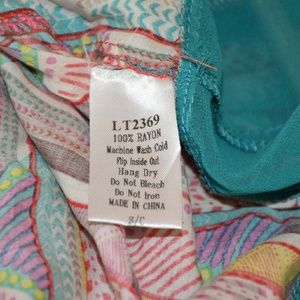 LT2369
100% RAYON
Machine Wash Cold
Flip Inside Out
Hang Dry
Do Not Bleach
Do Not Iron
MADE IN CHINA
S/C